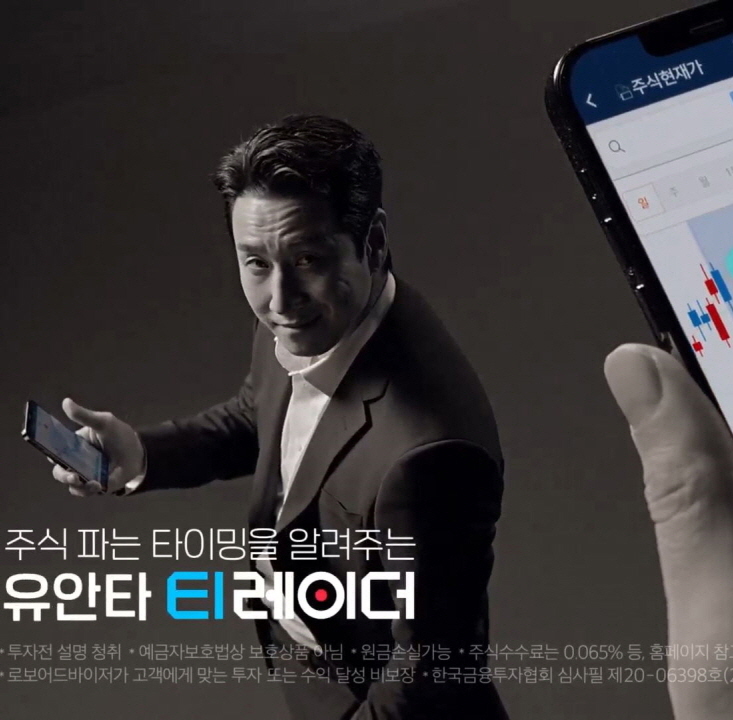 주식현재가
일 주 월
주식 파는 타이밍을 알려주는
유안타 티레이더
• 투자전 설명 청취 • 예금자보호법상 보호상품 아님 • 원금손실가능 • 주식수수료는 0.065% 등, 홈페이지
• 로보어드바이저가 고객에게 맞는 투자 또는 수익 달성 비보장 • 한국금융투자협회 심사필 제20-06398호